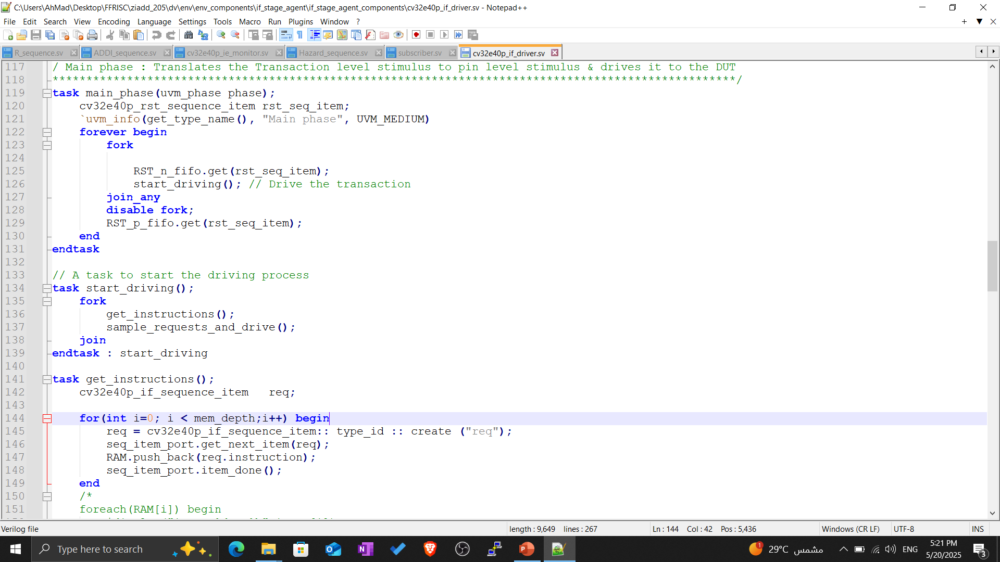 C:\Users\AhMad\Desktop\FFRISC\ziadd_205\dv\env\env_components\if_stage_agent\if_stage_agent_components\cv32e40p_if_driver.sv - Notepad++
File Edit Search View Encoding Language Settings Tools Macro Run Plugins Window ?
R_sequence.sv ADDI_sequence.sv cv32e40p_ie_monitor.sv Hazard_sequence.sv subscriber.sv cv32e40p_if_driver.sv
117 / Main phase : Translates the Transaction level stimulus to pin level stimulus & drives it to the DUT
118 *****************************************************************************************************/
119 task main_phase(uvm_phase phase);
120 cv32e40p_rst_sequence_item rst_seq_item;
121 `uvm_info(get_type_name(), "Main phase", UVM_MEDIUM)
122 forever begin
123 fork
124
125 RST_n_fifo.get(rst_seq_item);
126 start_driving(); // Drive the transaction
127 join_any
128 disable fork;
129 RST_p_fifo.get(rst_seq_item);
130 end
131 endtask
132
133 // A task to start the driving process
134 task start_driving();
135 fork
136 get_instructions();
137 sample_requests_and_drive();
138 join
139 endtask : start_driving
140
141 task get_instructions();
142 cv32e40p_if_sequence_item req;
143
144 for(int i=0; i < mem_depth;i++) begin
145 req = cv32e40p_if_sequence_item:: type_id :: create ("req");
146 seq_item_port.get_next_item(req);
147 RAM.push_back(req.instruction);
148 seq_item_port.item_done();
149 end
150 /*
151 foreach(RAM[i]) begin
Verilog file length : 9,649 lines : 267 Ln : 144 Col : 42 Pos : 5,436 Windows (CR LF) UTF-8 INS
Type here to search 1 29°C مشمس ENG 5:21 PM
5/20/2025 3